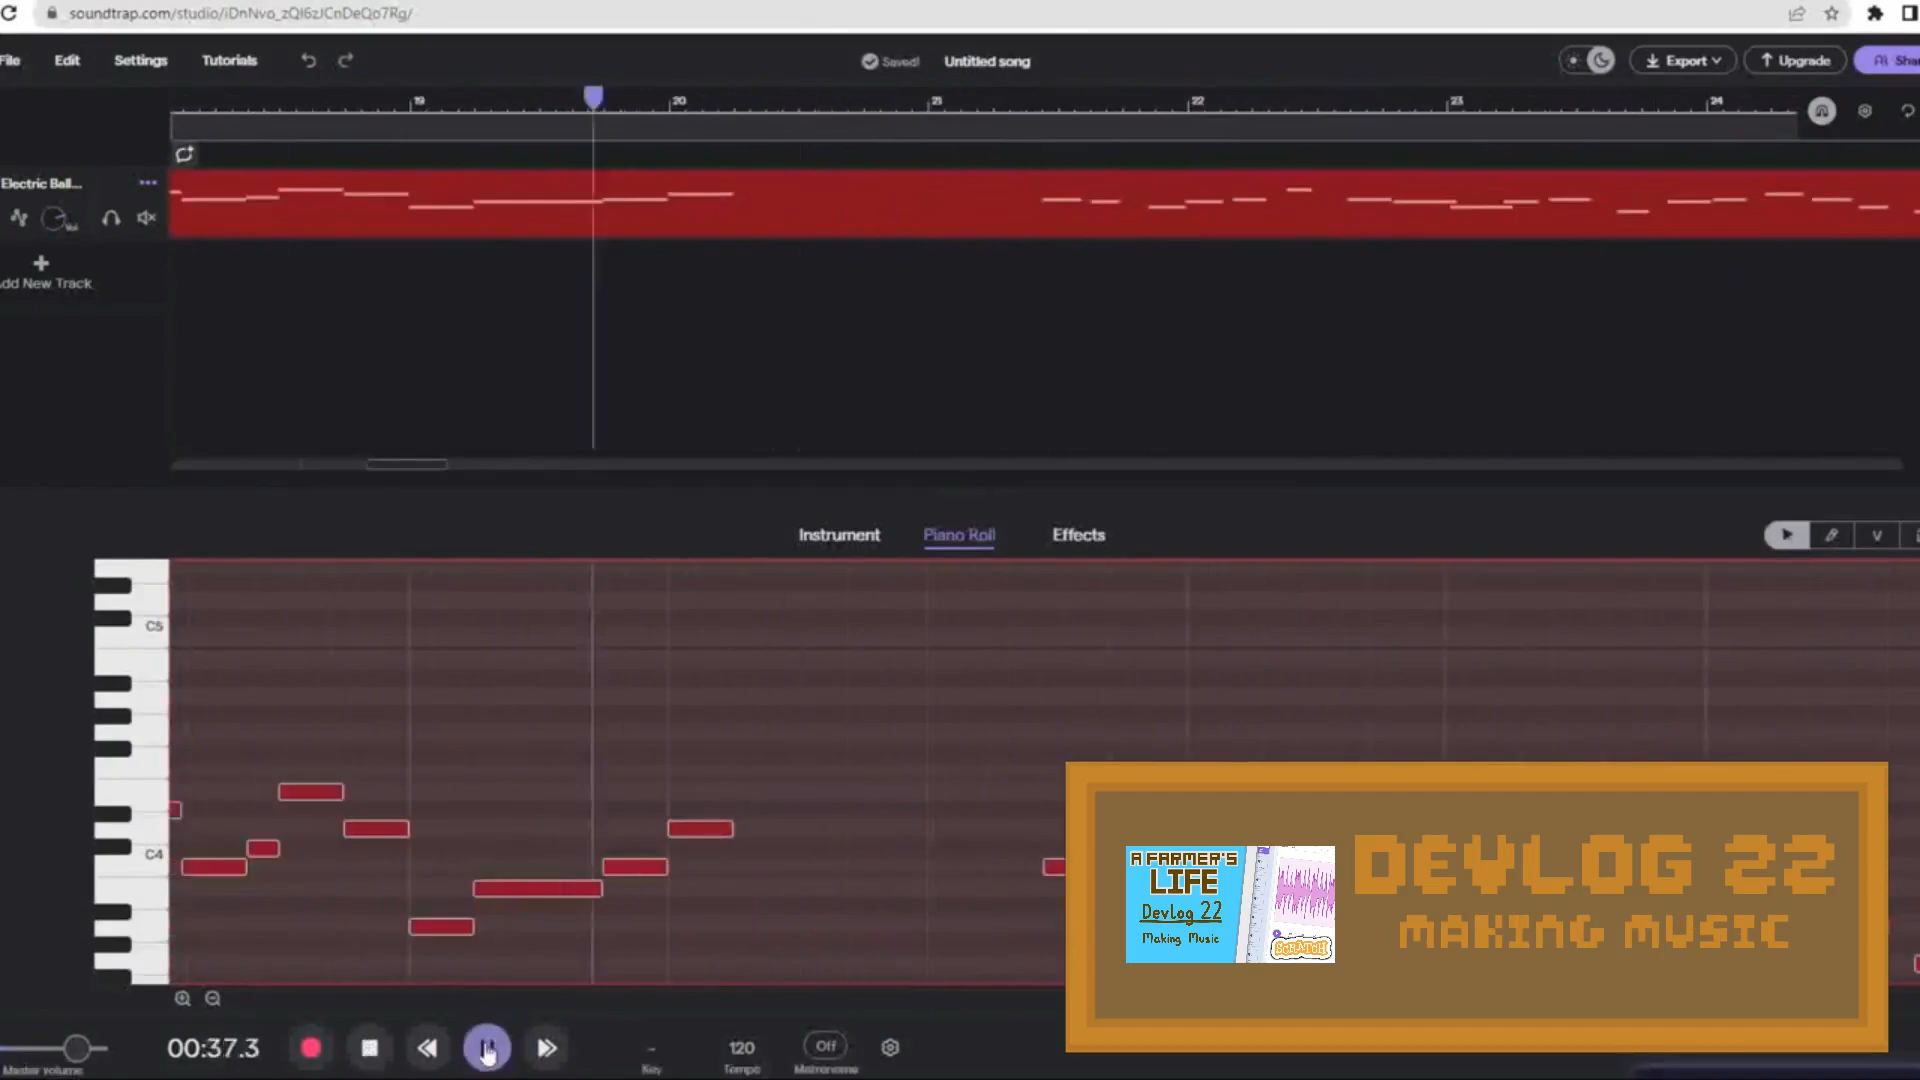 soundtrap.com/studio/iDnNvo_zQl6zJCnDeQo7Rg/
File Edit Settings Tutorials
Saved!
Untitled song
Export
Upgrade
19 20 21 22 23 24
Electric Ball...
Vol
Add New Track
Instrument Piano Roll Effects
C5
C4
A FARMER'S
LIFE
Devlog 22
Making Music
SCRATCH
DEVLOG 22
MAKING MUSIC
00:37.3
-
120
Off
Master volume
Key
Tempo
Metronome